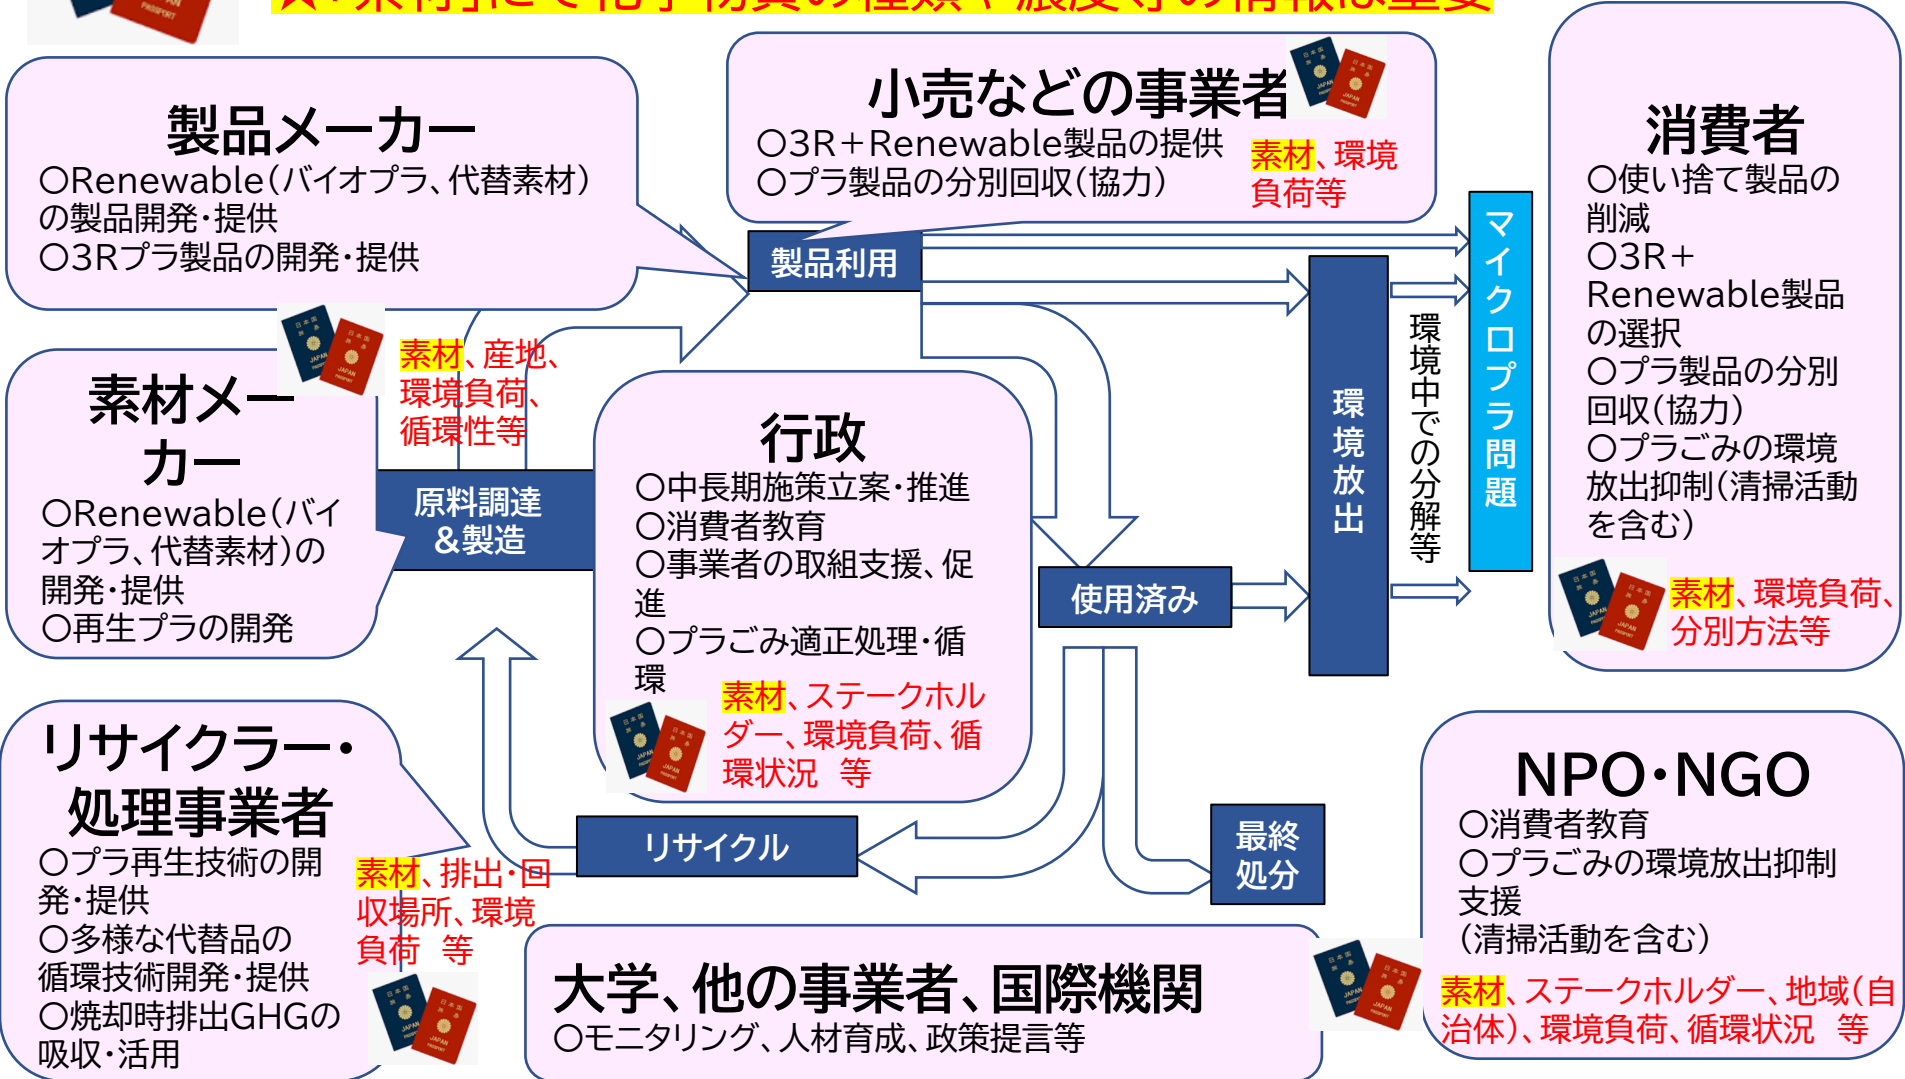 ★:「素材」にて化学物質の種類や濃度等の情報は重要
製品メーカー
○Renewable(バイオプラ、代替素材)
の製品開発・提供
○3Rプラ製品の開発・提供
小売などの事業者
○3R+Renewable製品の提供
○プラ製品の分別回収(協力)
素材、環境
負荷等
消費者
○使い捨て製品の
削減
○3R+
Renewable製品
の選択
○プラ製品の分別
回収(協力)
○プラごみの環境
放出抑制(清掃活動
を含む)
素材、環境負荷、
分別方法等
製品利用
マイクロプラ問題
環境放出
環境中での分解等
素材メー
カー
○Renewable(バイ
オプラ、代替素材)の
開発・提供
○再生プラの開発
素材、産地、
環境負荷、
循環性等
原料調達
&製造
行政
○中長期施策立案・推進
○消費者教育
○事業者の取組支援、促
進
○プラごみ適正処理・循
環
素材、ステークホル
ダー、環境負荷、循
環状況 等
使用済み
リサイクラー・
処理事業者
○プラ再生技術の開
発・提供
○多様な代替品の
循環技術開発・提供
○焼却時排出GHGの
吸収・活用
素材、排出・回
収場所、環境
負荷 等
リサイクル
最終
処分
大学、他の事業者、国際機関
○モニタリング、人材育成、政策提言等
NPO・NGO
○消費者教育
○プラごみの環境放出抑制
支援
(清掃活動を含む)
素材、ステークホルダー、地域(自
治体)、環境負荷、循環状況 等